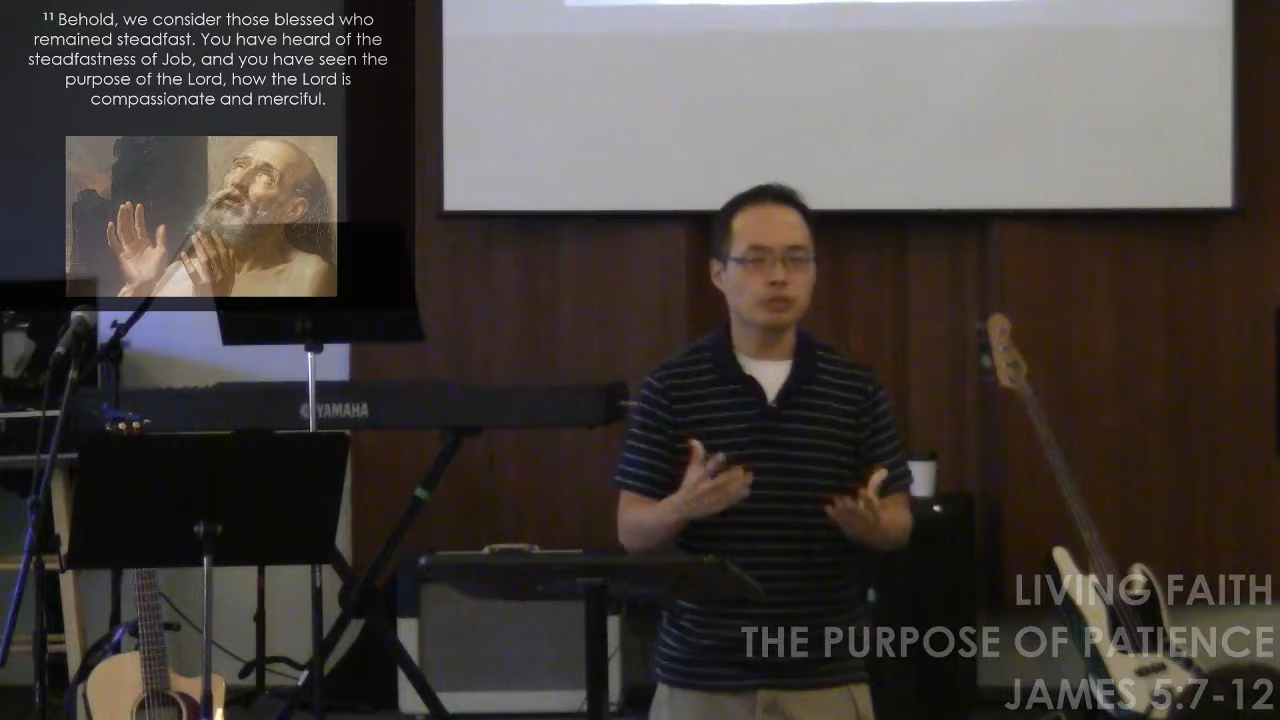 ¹¹ Behold, we consider those blessed who
remained steadfast. You have heard of the
steadfastness of Job, and you have seen the
purpose of the Lord, how the Lord is
compassionate and merciful.
YAMAHA
LIVING FAITH
THE PURPOSE OF PATIENCE
JAMES 5:7-12